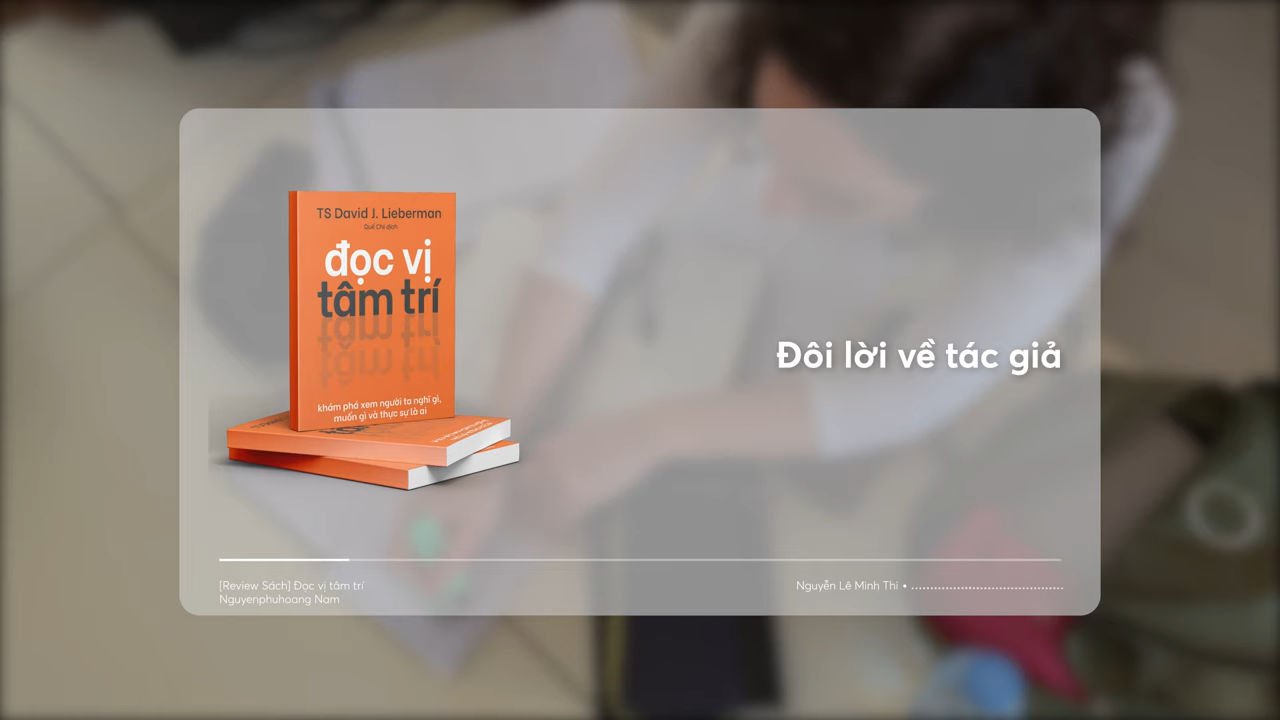 TS David J. Lieberman
Quế Chi dịch
đọc vị
tâm trí
khám phá xem người ta nghĩ gì,
muốn gì và thực sự là ai
Đôi lời về tác giả
[Review Sách] Đọc vị tâm trí
Nguyenphuhoang Nam
Nguyễn Lê Minh Thi •